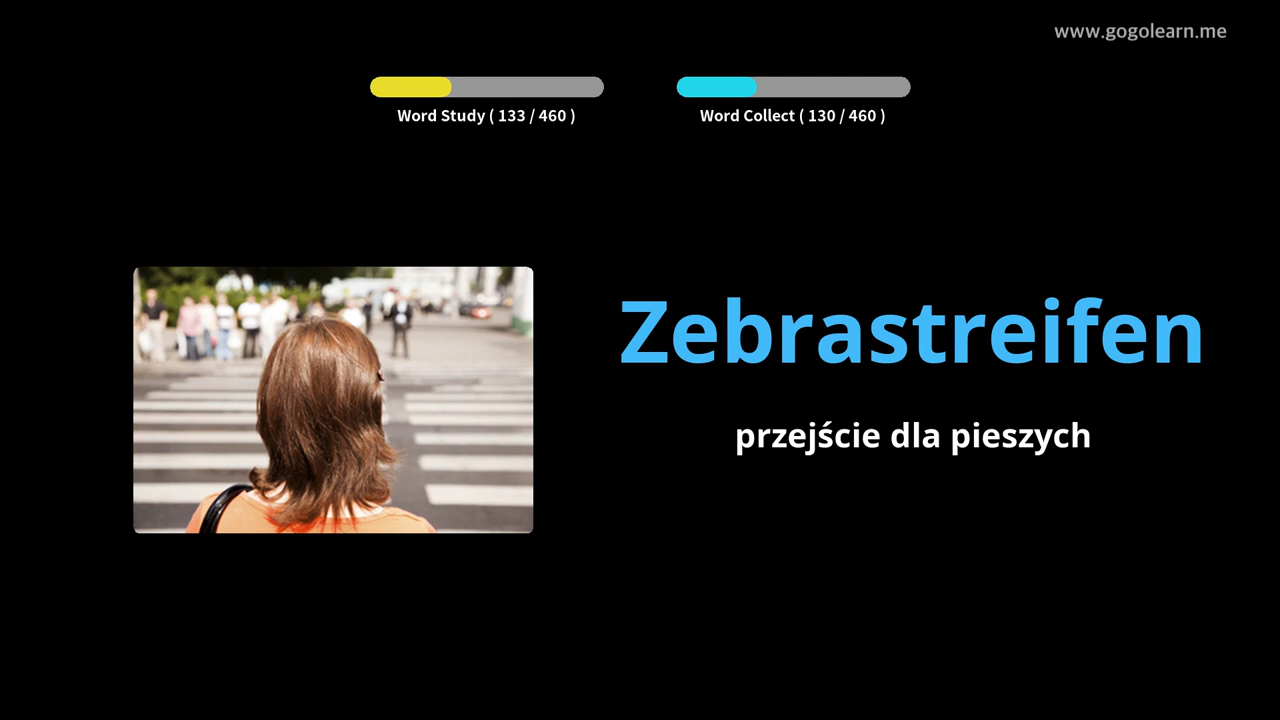 www.gogolearn.me
Word Study ( 133 / 460 )
Word Collect ( 130 / 460 )
Zebrastreifen
przejście dla pieszych